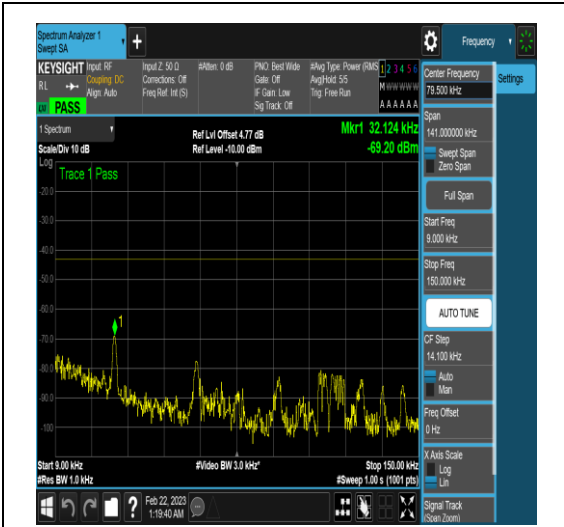 Spectrum Analyzer 1
Swept SA
+
Frequency
KEYSIGHT
RL
PASS
Input: RF
Coupling: DC
Align: Auto
Input Z: 50 Ω
Corrections: Off
Freq Ref: Int (S)
#Atten: 0 dB
PNO: Best Wide
Gate: Off
IF Gain: Low
Sig Track: Off
#Avg Type: Power (RMS
Avg|Hold: 5/5
Trig: Free Run
1 2 3 4 5 6
M w w w w w
A A A A A A
1 Spectrum
Scale/Div 10 dB
Ref Lvl Offset 4.77 dB
Ref Level -10.00 dBm
Mkr1 32.124 kHz
-69.20 dBm
Log
Trace 1 Pass
-20.0
-30.0
-40.0
-50.0
-60.0
-70.0
-80.0
-90.0
-100
1
Start 9.00 kHz
#Res BW 1.0 kHz
#Video BW 3.0 kHz*
Stop 150.00 kHz
#Sweep 1.00 s (1001 pts)
?
Feb 22, 2023
1:19:40 AM
Center Frequency
79.500 kHz
Settings
Span
141.000000 kHz
Swept Span
Zero Span
Full Span
Start Freq
9.000 kHz
Stop Freq
150.000 kHz
AUTO TUNE
CF Step
14.100 kHz
Auto
Man
Freq Offset
0 Hz
X Axis Scale
Log
Lin
Signal Track
(Span Zoom)